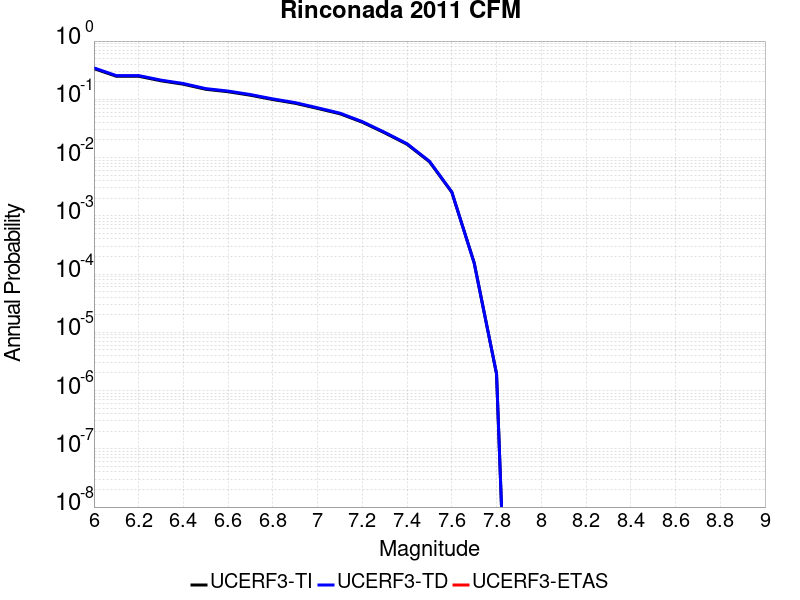 Rinconada 2011 CFM
10^0
10^-1
10^-2
10^-3
10^-4
10^-5
10^-6
10^-7
10^-8
Annual Probability
6 6.2 6.4 6.6 6.8 7 7.2 7.4 7.6 7.8 8 8.2 8.4 8.6 8.8 9
Magnitude
UCERF3-TI UCERF3-TD UCERF3-ETAS